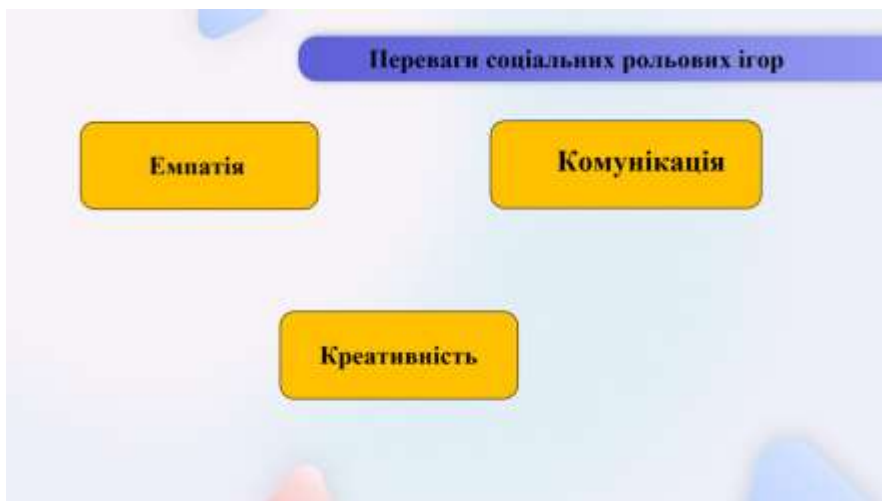 Переваги соціальних рольових ігор
Емпатія
Комунікація
Креативність